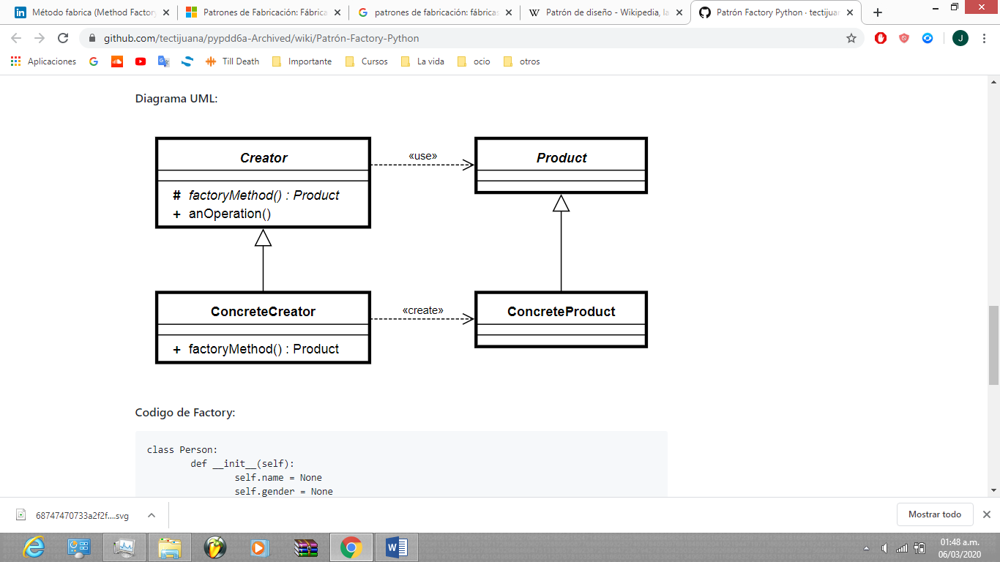 Método fabrica (Method Factory
Patrones de Fabricación: Fábrica
patrones de fabricación: fábricas
Patrón de diseño - Wikipedia, la
Patrón Factory Python · tectijuan
github.com/tectijuana/pypdd6a-Archived/wiki/Patrón-Factory-Python
J
Aplicaciones
Till Death
Importante
Cursos
La vida
ocio
otros
Diagrama UML:
Creator
# factoryMethod() : Product
+ anOperation()
«use»
Product
ConcreteCreator
+ factoryMethod() : Product
«create»
ConcreteProduct
Codigo de Factory:
class Person:
def __init__(self):
self.name = None
self.gender = None
68747470733a2f2f....svg
Mostrar todo
01:48 a.m.
06/03/2020